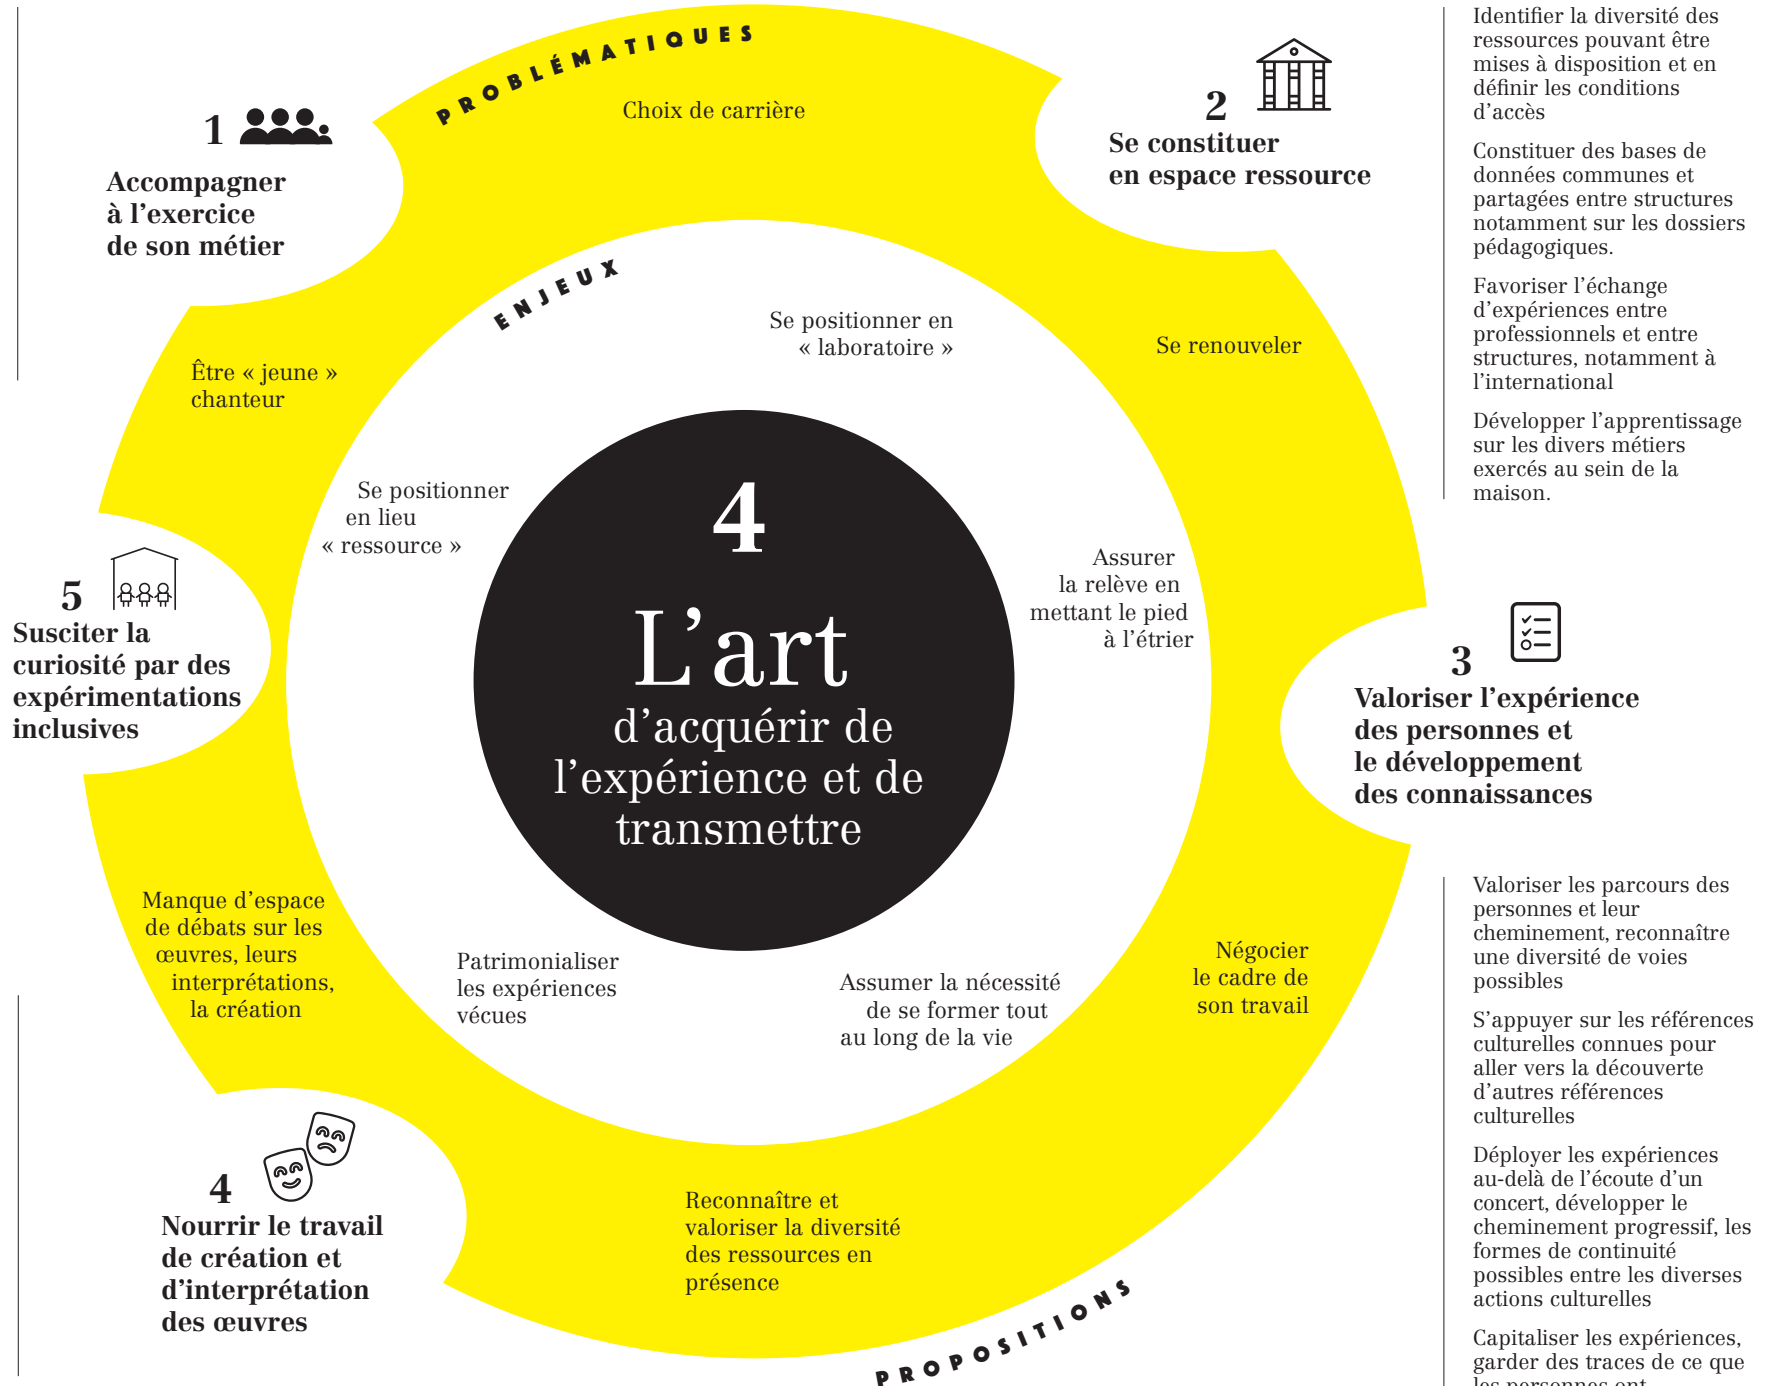 PROBLÉMATIQUES
Choix de carrière
1
Accompagner
à l’exercice
de son métier
2
Se constituer
en espace ressource
Identifier la diversité des
ressources pouvant être
mises à disposition et en
définir les conditions
d’accès
Constituer des bases de
données communes et
partagées entre structures
notamment sur les dossiers
pédagogiques.
Favoriser l’échange
d’expériences entre
professionnels et entre
structures, notamment à
l’international
Développer l’apprentissage
sur les divers métiers
exercés au sein de la
maison.
ENJEUX
Se positionner en
« laboratoire »
Se renouveler
Être « jeune »
chanteur
Se positionner
en lieu
« ressource »
4
L’art
d’acquérir de
l’expérience et de
transmettre
Assurer
la relève en
mettant le pied
à l’étrier
5
Susciter la
curiosité par des
expérimentations
inclusives
3
Valoriser l’expérience
des personnes et
le développement
des connaissances
Manque d’espace
de débats sur les
œuvres, leurs
interprétations,
la création
Patrimonialiser
les expériences
vécues
Assumer la nécessité
de se former tout
au long de la vie
Négocier
le cadre de
son travail
Valoriser les parcours des
personnes et leur
cheminement, reconnaître
une diversité de voies
possibles
S’appuyer sur les références
culturelles connues pour
aller vers la découverte
d’autres références
culturelles
Déployer les expériences
au-delà de l’écoute d’un
concert, développer le
cheminement progressif, les
formes de continuité
possibles entre les diverses
actions culturelles
Capitaliser les expériences,
garder des traces de ce que
les personnes ont
4
Nourrir le travail
de création et
d’interprétation
des œuvres
Reconnaître et
valoriser la diversité
des ressources en
présence
PROPOSITIONS